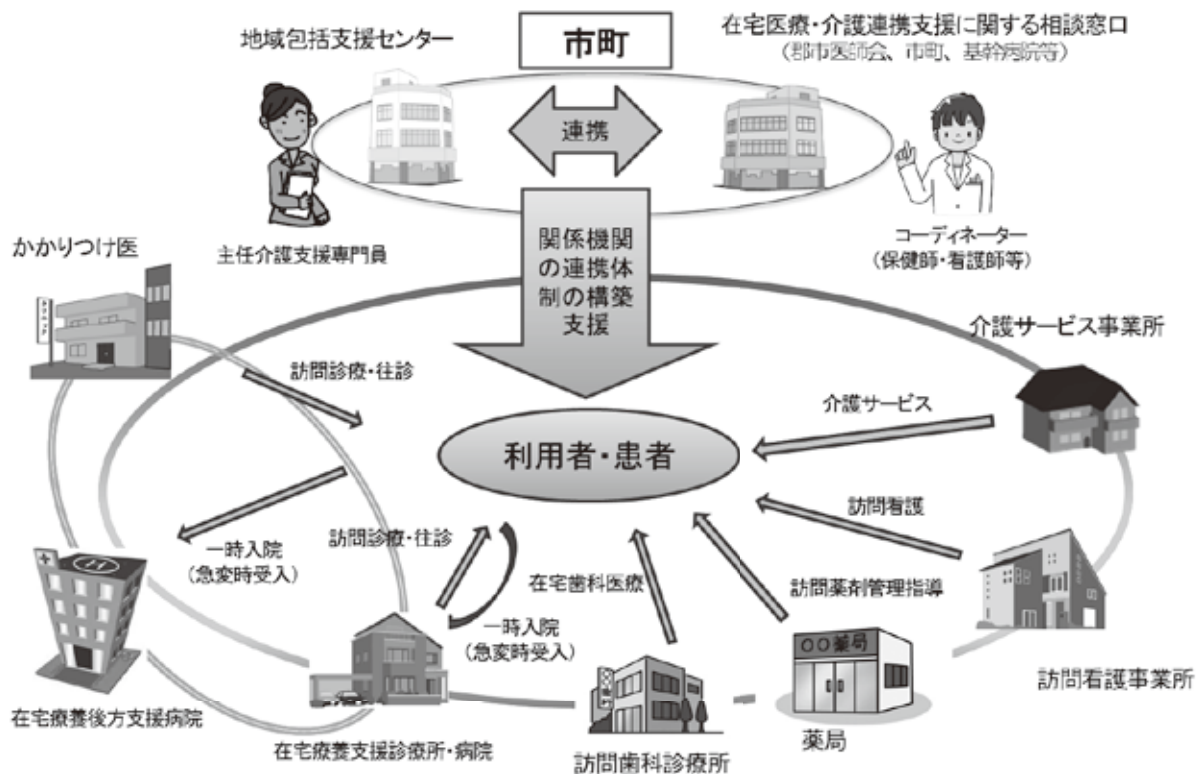 地域包括支援センター
市町
在宅医療・介護連携支援に関する相談窓口
（郡市医師会、市町、基幹病院等）
連携
主任介護支援専門員
コーディネーター
（保健師・看護師等）
関係機関
の連携体
制の構築
支援
かかりつけ医
クリニック
介護サービス事業所
訪問診療・往診
介護サービス
利用者・患者
訪問看護
一時入院
（急変時受入）
訪問診療・往診
在宅歯科医療
訪問薬剤管理指導
一時入院
（急変時受入）
H
〇〇薬局
訪問看護事業所
在宅療養後方支援病院
在宅療養支援診療所・病院
訪問歯科診療所
薬局